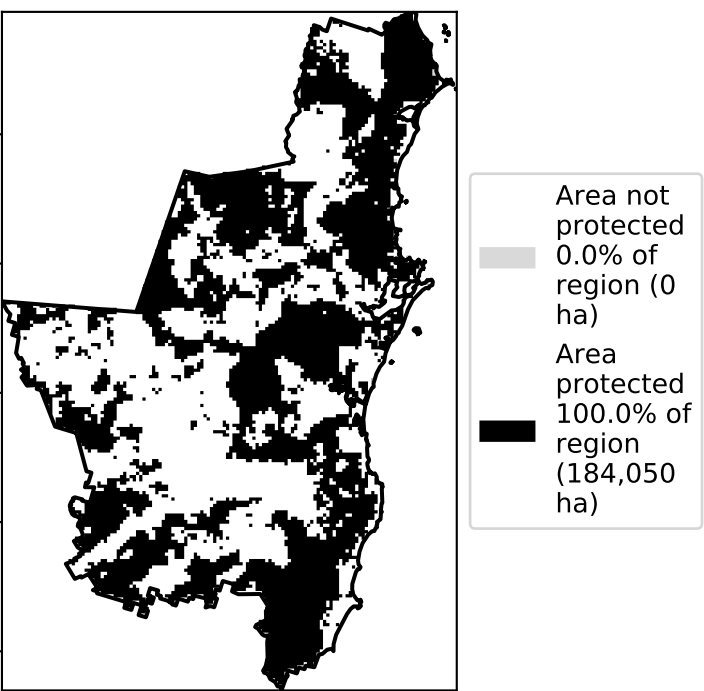 Area not
protected
0.0% of
region (0
ha)
Area
protected
100.0% of
region
(184,050
ha)